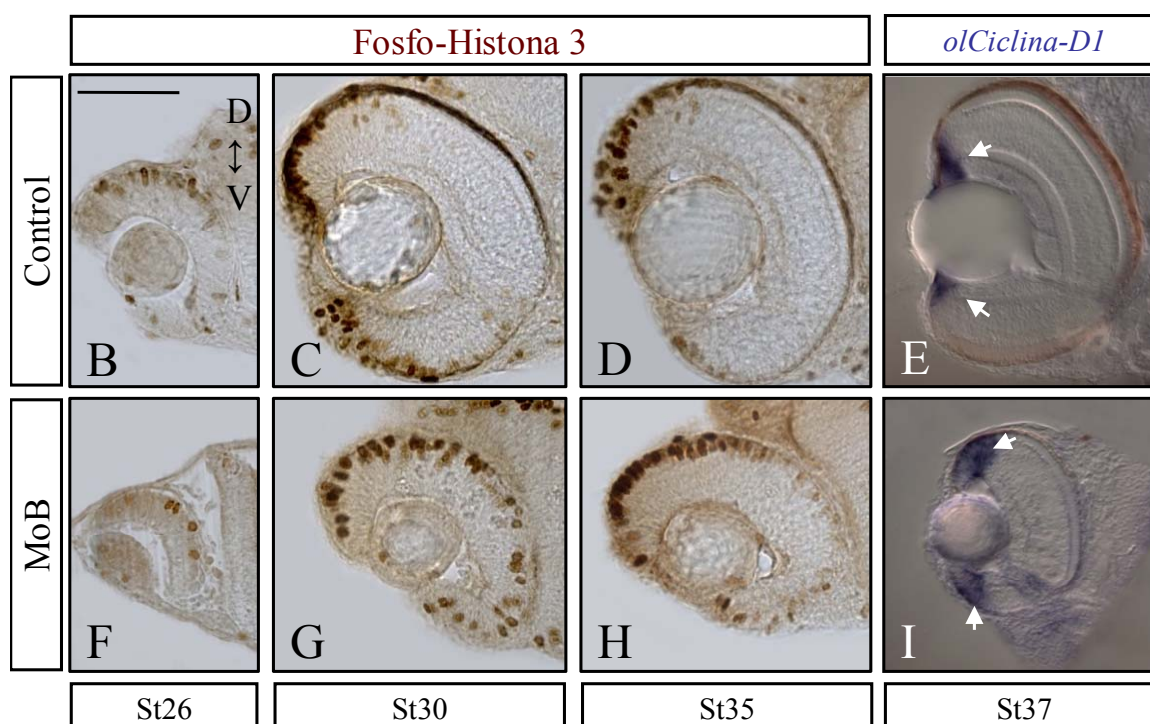 Fosfo-Histona 3
olCiclina-D1
Control
D
V
B
C
D
E
MoB
F
G
H
I
St26
St30
St35
St37